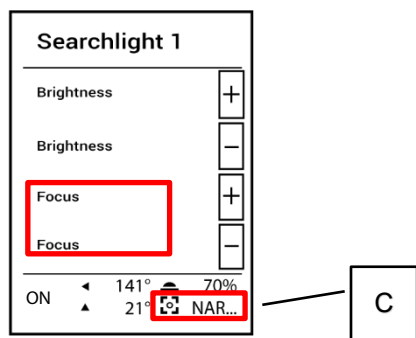 Searchlight 1
Brightness +
Brightness −
Focus +
Focus −
ON ◄ 141° 70%
▲ 21° NAR...
C